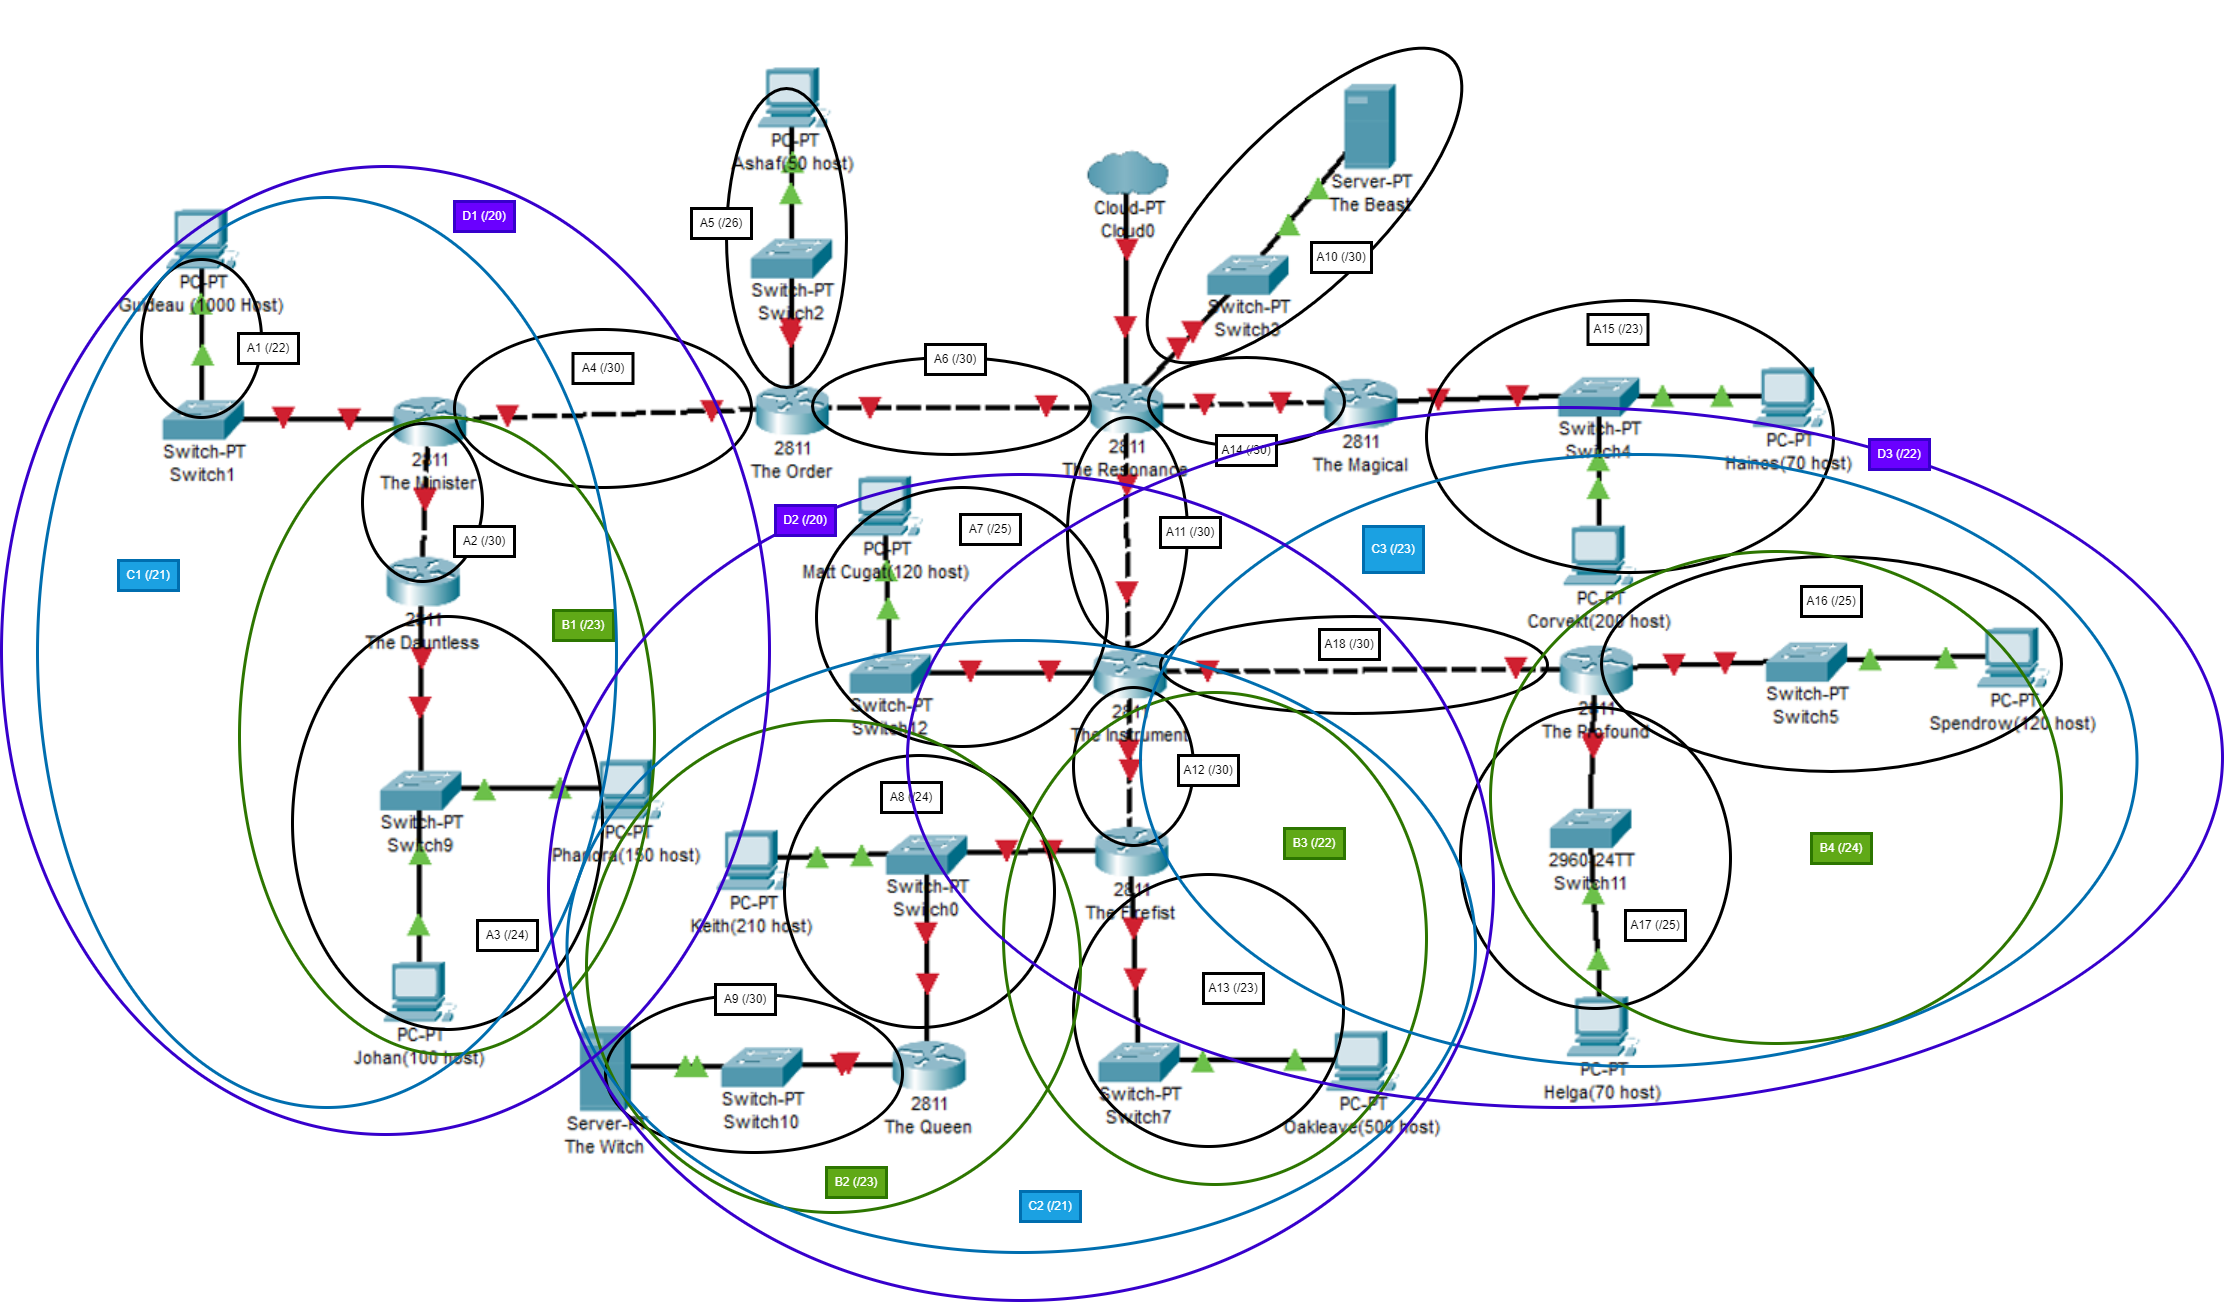 PC-PT
Ashaf(50 host)
A5 (/26)
Switch-PT
Switch2
Cloud-PT
Cloud0
Server-PT
The Beast
A10 (/30)
Switch-PT
Switch3
D1 (/20)
PC-PT
Guideau (1000 Host)
A1 (/22)
Switch-PT
Switch1
A4 (/30)
2811
The Minister
2811
The Order
A6 (/30)
2811
The Resonance
A14 (/30)
2811
The Magical
A15 (/23)
Switch-PT
Switch4
PC-PT
Haines(70 host)
D3 (/22)
A2 (/30)
C1 (/21)
2811
The Dauntless
B1 (/23)
D2 (/20)
PC-PT
Matt Cugat(120 host)
A7 (/25)
A11 (/30)
C3 (/23)
PC-PT
Corvekt(200 host)
A16 (/25)
A18 (/30)
Switch-PT
Switch12
2811
The Instrument
2811
The Profound
Switch-PT
Switch5
PC-PT
Spendrow(120 host)
Switch-PT
Switch9
PC-PT
Phanora(150 host)
A12 (/30)
A8 (/24)
B3 (/22)
B4 (/24)
PC-PT
Keith(210 host)
Switch-PT
Switch0
2811
The Firefist
2960-24TT
Switch11
A3 (/24)
A17 (/25)
A9 (/30)
A13 (/23)
PC-PT
Johan(100 host)
Server-PT
The Witch
Switch-PT
Switch10
2811
The Queen
Switch-PT
Switch7
PC-PT
Oakleave(500 host)
PC-PT
Helga(70 host)
B2 (/23)
C2 (/21)